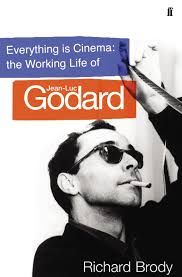 ff
Everything is Cinema:
the Working Life of
Jean-Luc
Godard
Richard Brody